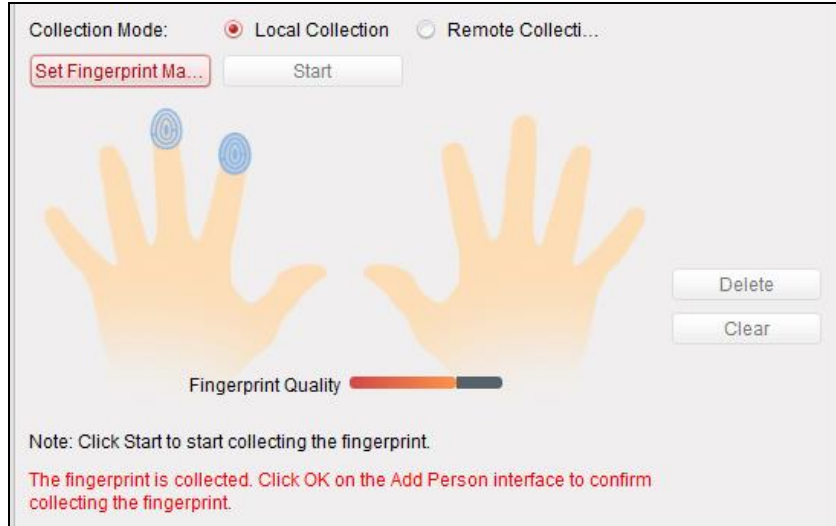 Collection Mode: Local Collection Remote Collecti...
Set Fingerprint Ma... Start
Delete
Clear
Fingerprint Quality
Note: Click Start to start collecting the fingerprint.
The fingerprint is collected. Click OK on the Add Person interface to confirm
collecting the fingerprint.